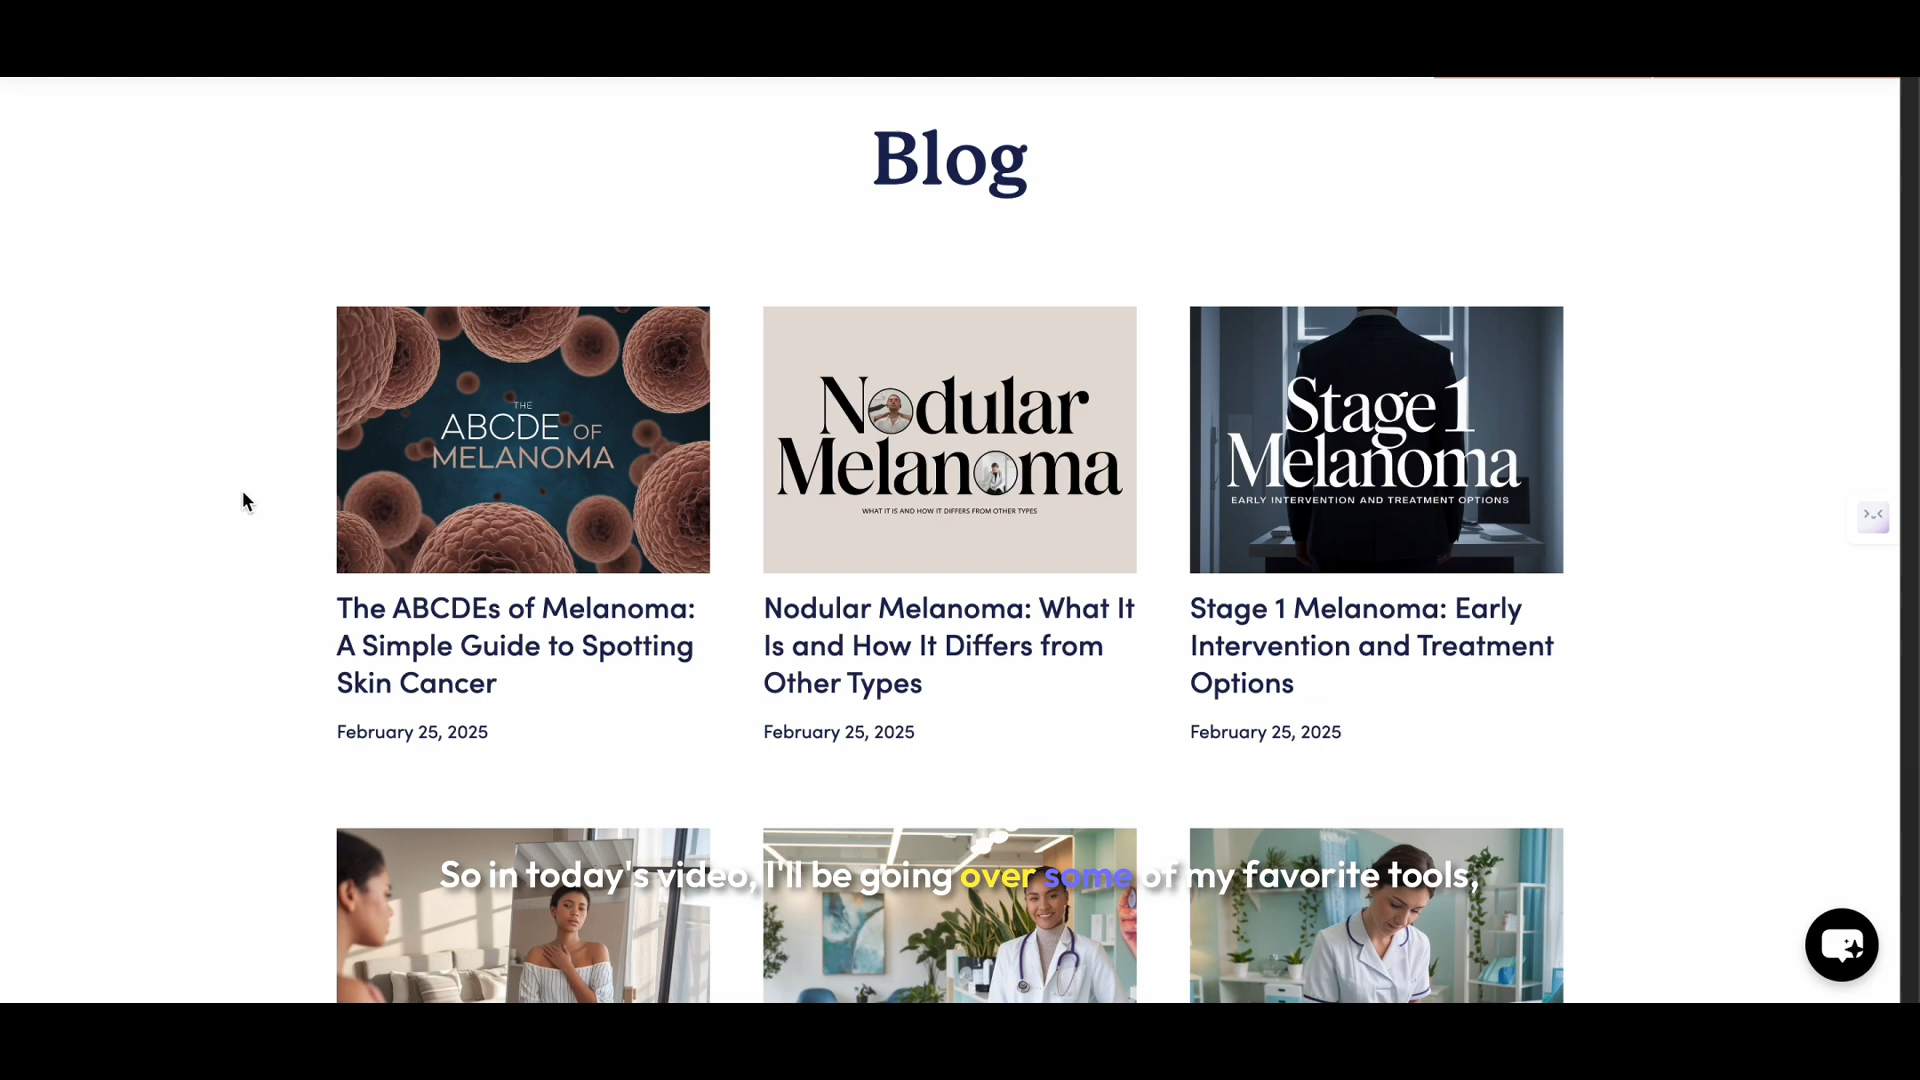 Blog
THE
ABCDE OF
MELANOMA
Nodular
Melanoma
WHAT IT IS AND HOW IT DIFFERS FROM OTHER TYPES
Stage 1
Melanoma
EARLY INTERVENTION AND TREATMENT OPTIONS
The ABCDEs of Melanoma:
A Simple Guide to Spotting
Skin Cancer
February 25, 2025
Nodular Melanoma: What It
Is and How It Differs from
Other Types
February 25, 2025
Stage 1 Melanoma: Early
Intervention and Treatment
Options
February 25, 2025
So in today's video, I'll be going over some of my favorite tools,